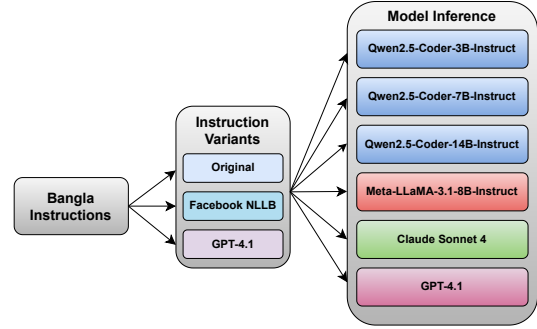 Model Inference
Qwen2.5-Coder-3B-Instruct
Qwen2.5-Coder-7B-Instruct
Qwen2.5-Coder-14B-Instruct
Meta-LLaMA-3.1-8B-Instruct
Claude Sonnet 4
GPT-4.1
Instruction
Variants
Original
Facebook NLLB
GPT-4.1
Bangla
Instructions